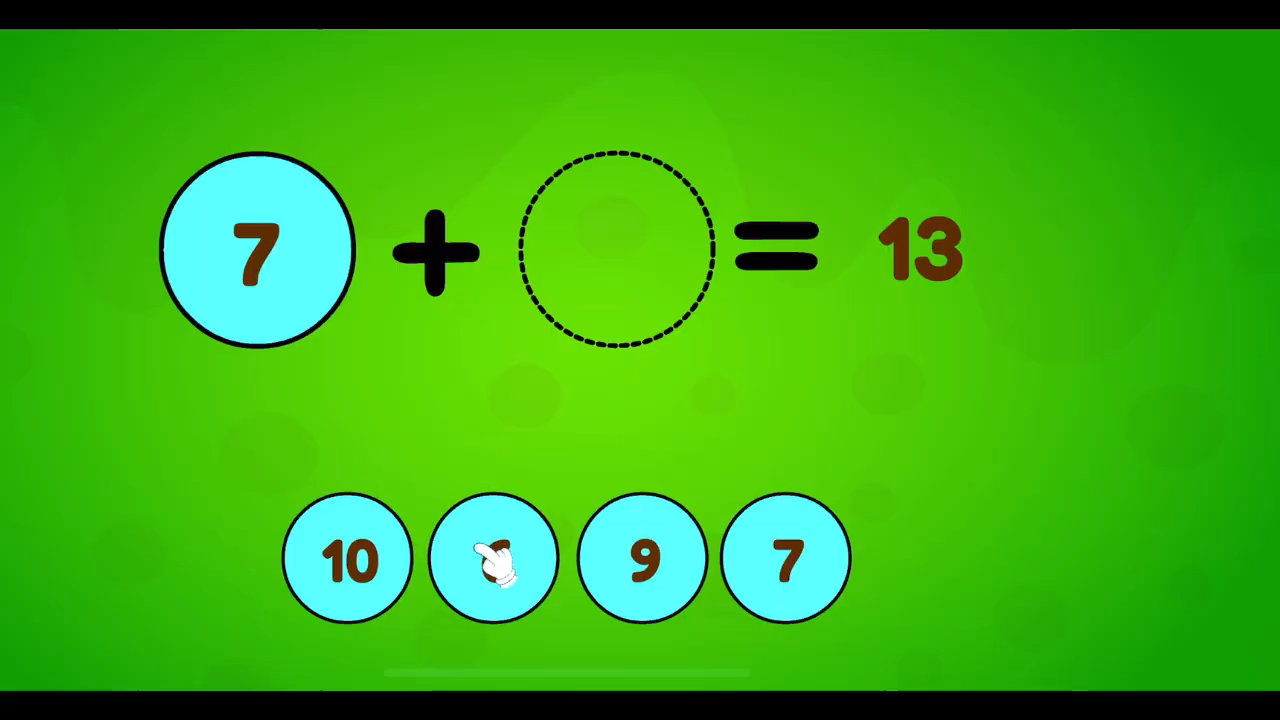 7 + = 13
10 9 7